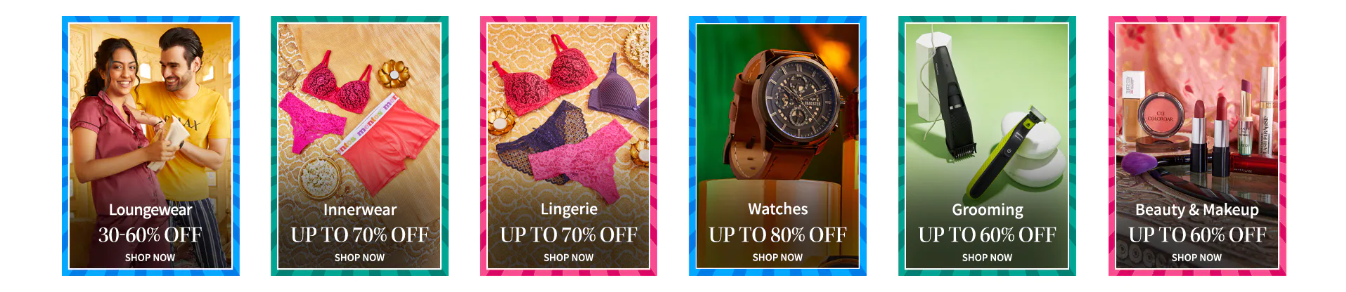 Loungewear
30-60% OFF
SHOP NOW
Innerwear
UP TO 70% OFF
SHOP NOW
Lingerie
UP TO 70% OFF
SHOP NOW
Watches
UP TO 80% OFF
SHOP NOW
Grooming
UP TO 60% OFF
SHOP NOW
Beauty & Makeup
UP TO 60% OFF
SHOP NOW